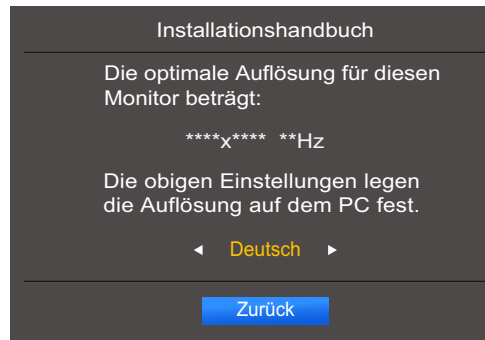 Installationshandbuch
Die optimale Auflösung für diesen
Monitor beträgt:
****x**** **Hz
Die obigen Einstellungen legen
die Auflösung auf dem PC fest.
Deutsch
Zurück